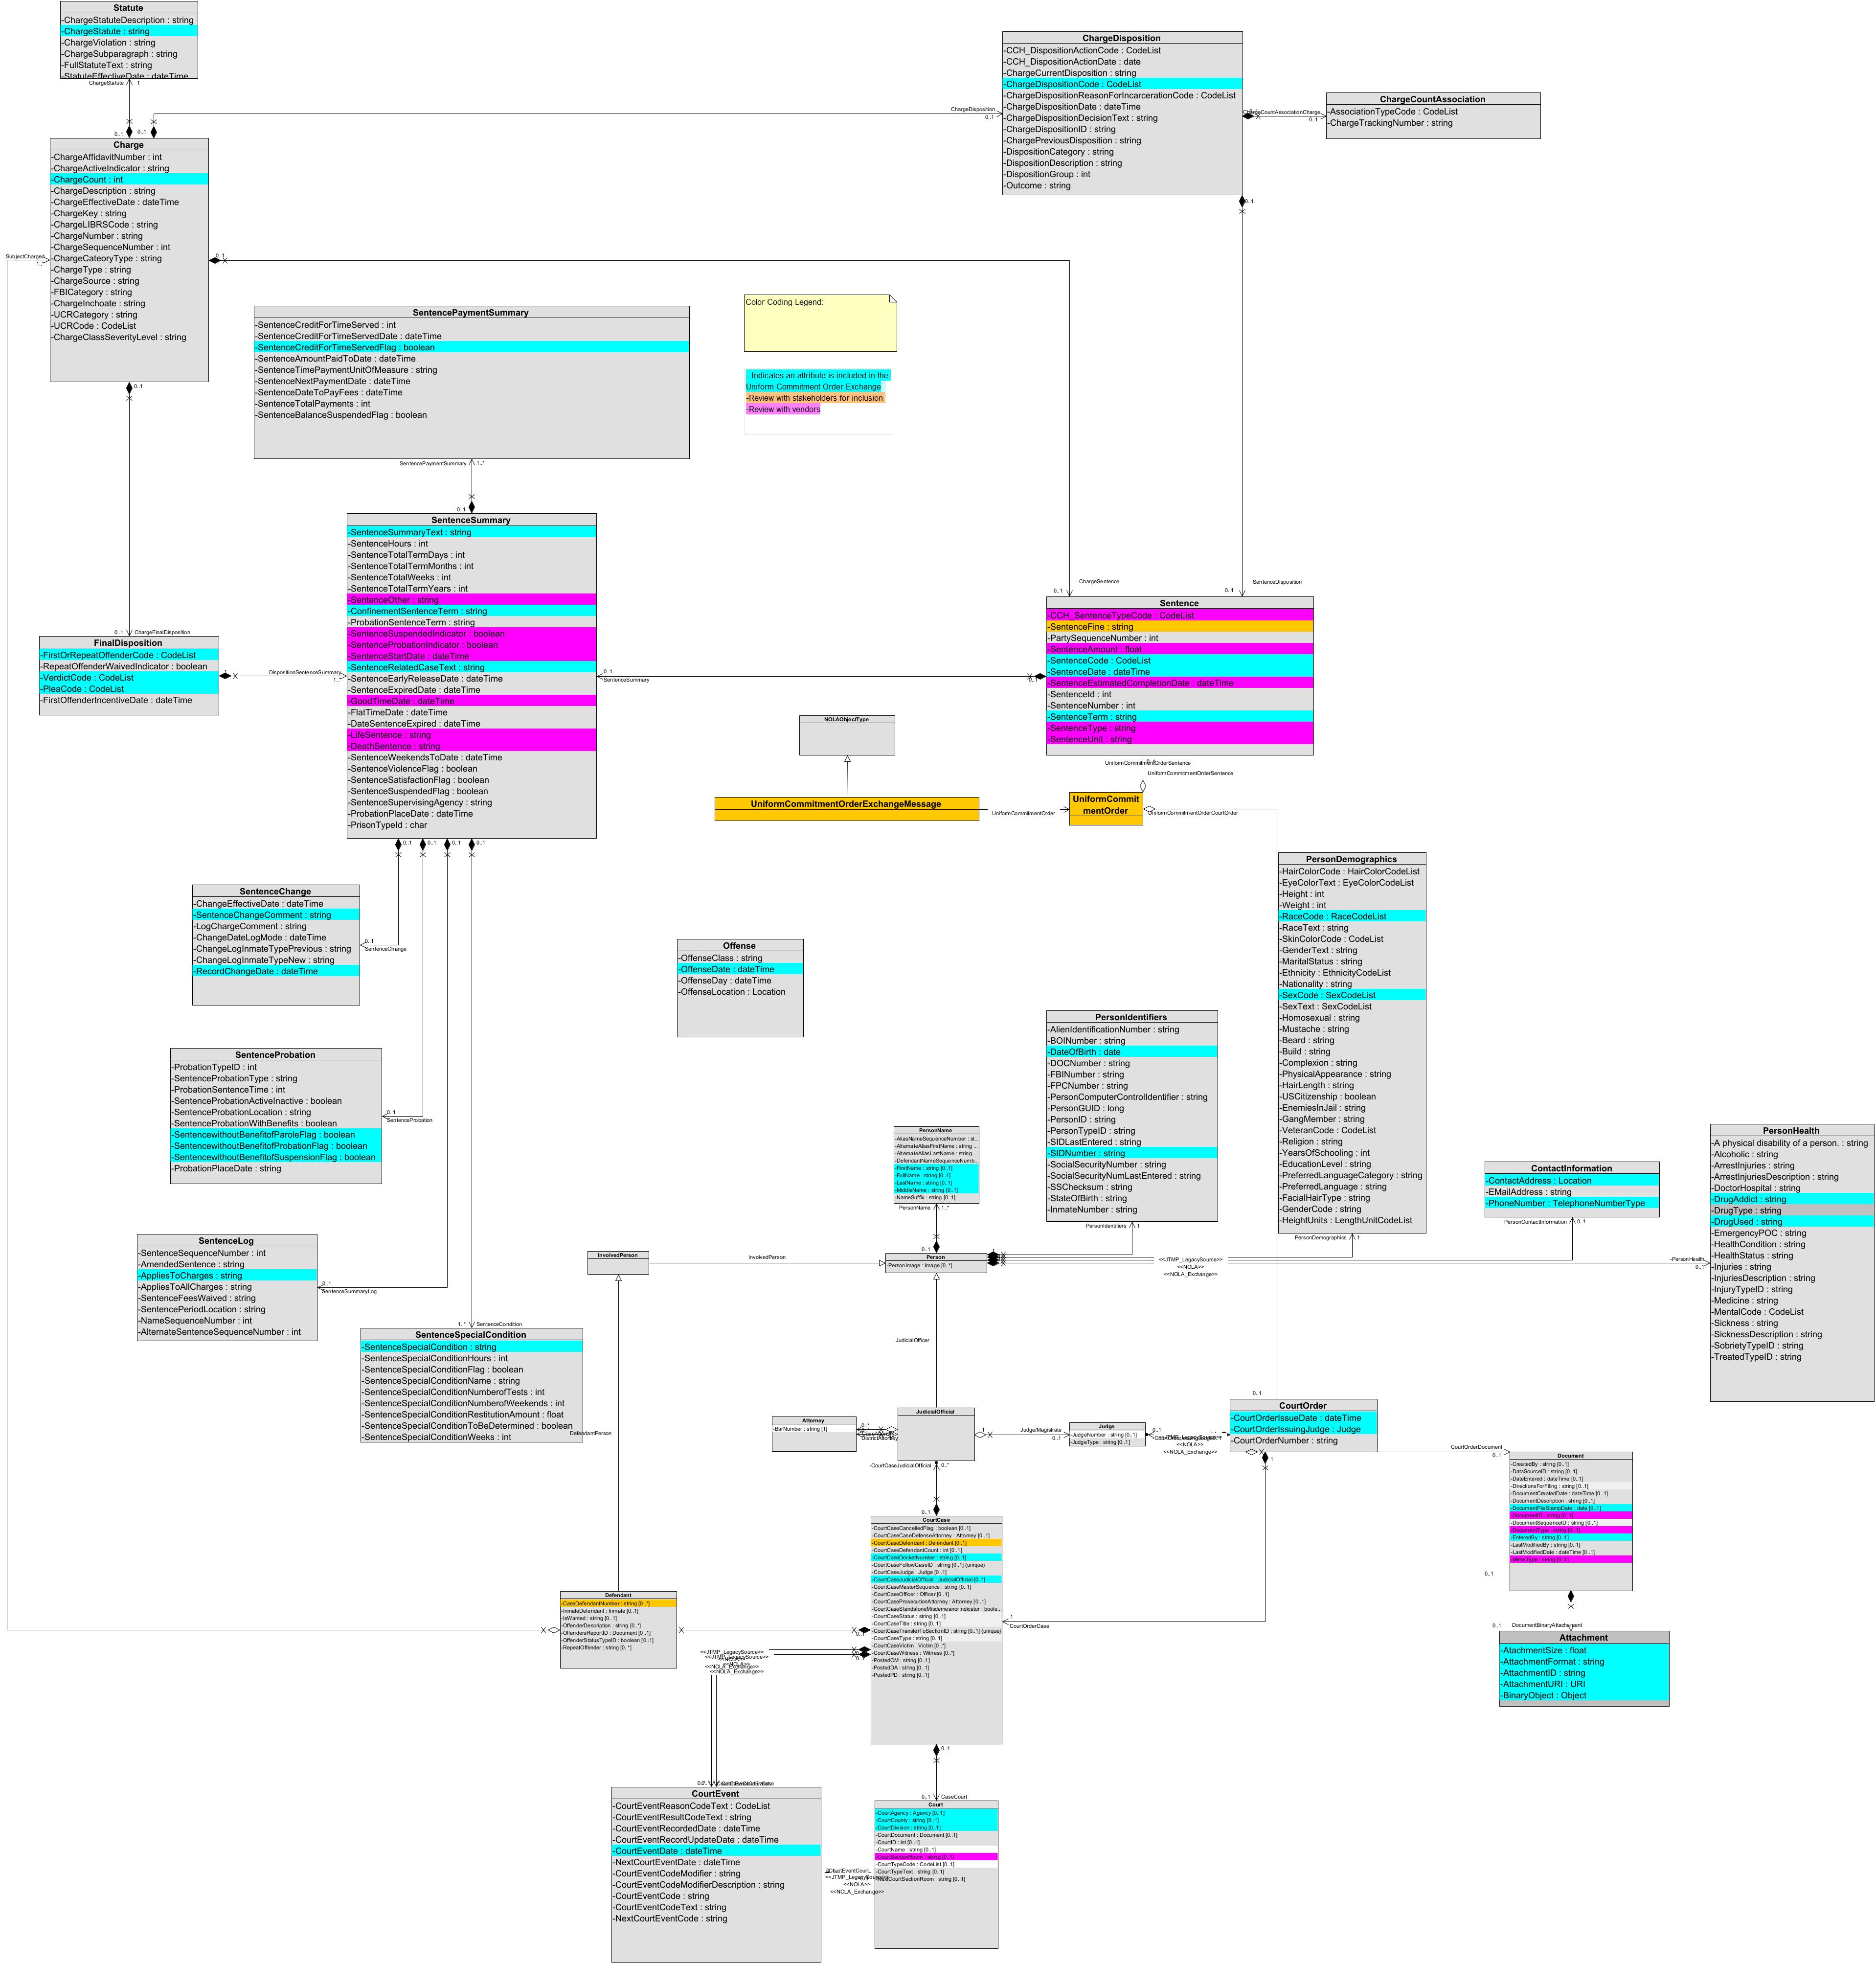 Statute
-ChargeStatuteDescription : string
-ChargeStatute : string
-ChargeViolation : string
-ChargeSubparagraph : string
-FullStatuteText : string
-StatuteEffectiveDate : dateTime
ChargeStatute 1
0..1
0..1
Charge
-ChargeAffidavitNumber : int
-ChargeActiveIndicator : string
-ChargeCount : int
-ChargeDescription : string
-ChargeEffectiveDate : dateTime
-ChargeKey : string
-ChargeLIBRSCode : string
-ChargeNumber : string
-ChargeSequenceNumber : int
-ChargeCateoryType : string
-ChargeType : string
-ChargeSource : string
-FBICategory : string
-ChargeInchoate : string
-UCRCategory : string
-UCRCode : CodeList
-ChargeClassSeverityLevel : string
SubjectCharged
0..1
0..1
ChargeDisposition
0..1
ChargeDisposition
-CCH_DispositionActionCode : CodeList
-CCH_DispositionActionDate : date
-ChargeCurrentDisposition : string
-ChargeDispositionCode : CodeList
-ChargeDispositionReasonForIncarcerationCode : CodeList
-ChargeDispositionDate : dateTime
-ChargeDispositionDecisionText : string
-ChargeDispositionID : string
-ChargePreviousDisposition : string
-DispositionCategory : string
-DispositionDescription : string
-DispositionGroup : int
-Outcome : string
0..1
0..1
ChargeCountAssociation
-AssociationTypeCode : CodeList
-ChargeTrackingNumber : string
SentencePaymentSummary
-SentenceCreditForTimeServed : int
-SentenceCreditForTimeServedDate : dateTime
-SentenceCreditForTimeServedFlag : boolean
-SentenceAmountPaidToDate : dateTime
-SentenceTimePaymentUnitOfMeasure : string
-SentenceNextPaymentDate : dateTime
-SentenceDateToPayFees : dateTime
-SentenceTotalPayments : int
-SentenceBalanceSuspendedFlag : boolean
SentencePaymentSummary 1..*
0..1
Color Coding Legend:
- Indicates an attribute is included in the
Uniform Commitment Order Exchange
-Review with stakeholders for inclusion
-Review with vendors
SentenceSummary
-SentenceSummaryText : string
-SentenceHours : int
-SentenceTotalTermDays : int
-SentenceTotalTermMonths : int
-SentenceTotalWeeks : int
-SentenceTotalTermYears : int
-SentenceOther : string
-ConfinementSentenceTerm : string
-ProbationSentenceTerm : string
-SentenceSuspendedIndicator : boolean
-SentenceProbationIndicator : boolean
-SentenceStartDate : dateTime
-SentenceRelatedCaseText : string
-SentenceEarlyReleaseDate : dateTime
-SentenceExpiredDate : dateTime
-GoodTimeDate : dateTime
-FlatTimeDate : dateTime
-DateSentenceExpired : dateTime
-LifeSentence : string
-DeathSentence : string
-SentenceWeekendsToDate : dateTime
-SentenceViolenceFlag : boolean
-SentenceSatisfactionFlag : boolean
-SentenceSuspendedFlag : boolean
-SentenceSupervisingAgency : string
-ProbationPlaceDate : dateTime
-PrisonTypeId : char
0..1 0..1 0..1 0..1
0..1 ChargeFinalDisposition
FinalDisposition
-FirstOrRepeatOffenderCode : CodeList
-RepeatOffenderWaivedIndicator : boolean
-VerdictCode : CodeList
-PleaCode : CodeList
-FirstOffenderIncentiveDate : dateTime
DispositionSentenceSummary
0..1
SentenceSummary
ChargeSentence
0..1
SentenceDisposition
0..1
Sentence
-CCH_SentenceTypeCode : CodeList
-SentenceFine : string
-PartySequenceNumber : int
-SentenceAmount : float
-SentenceCode : CodeList
-SentenceDate : dateTime
-SentenceEstimatedCompletionDate : dateTime
-SentenceId : int
-SentenceNumber : int
-SentenceTerm : string
-SentenceType : string
-SentenceUnit : string
UniformCommitmentOrderSentence
NOLAObjectType
UniformCommitmentOrderExchangeMessage
UniformCommitmentOrder
UniformCommit
mentOrder
UniformCommitmentOrderCourtOrder
SentenceChange
-ChangeEffectiveDate : dateTime
-SentenceChangeComment : string
-LogChargeComment : string
-ChangeDateLogMode : dateTime
-ChangeLogInmateTypePrevious : string
-ChangeLogInmateTypeNew : string
-RecordChangeDate : dateTime
0..1
SentenceChange
SentenceProbation
-ProbationTypeID : int
-SentenceProbationType : string
-ProbationSentenceTime : int
-SentenceProbationActiveInactive : boolean
-SentenceProbationLocation : string
-SentenceProbationWithBenefits : boolean
-SentencewithoutBenefitofParoleFlag : boolean
-SentencewithoutBenefitofProbationFlag : boolean
-SentencewithoutBenefitofSuspensionFlag : boolean
-ProbationPlaceDate : string
0..1
SentenceProbation
SentenceLog
-SentenceSequenceNumber : int
-AmendedSentence : string
-AppliesToCharges : string
-AppliesToAllCharges : string
-SentenceFeesWaived : string
-SentencePeriodLocation : string
-NameSequenceNumber : int
-AlternateSentenceSequenceNumber : int
0..1
SentenceSummaryLog
1..* SentenceCondition
SentenceSpecialCondition
-SentenceSpecialCondition : string
-SentenceSpecialConditionHours : int
-SentenceSpecialConditionFlag : boolean
-SentenceSpecialConditionName : string
-SentenceSpecialConditionNumberofTests : int
-SentenceSpecialConditionNumberofWeekends : int
-SentenceSpecialConditionRestitutionAmount : float
-SentenceSpecialConditionToBeDetermined : boolean
-SentenceSpecialConditionWeeks : int
Offense
-OffenseClass : string
-OffenseDate : dateTime
-OffenseDay : dateTime
-OffenseLocation : Location
PersonName
-AliasNameSequenceNumber : st...
-AlternateAliasFirstName : string ...
-AlternateAliasLastName : string ...
-DefendantNameSequenceNumb...
-FirstName : string [0..1]
-FullName : string [0..1]
-LastName : string [0..1]
-MiddleName : string [0..1]
-NameSuffix : string [0..1]
PersonName 1..*
0..1
PersonIdentifiers
-AlienIdentificationNumber : string
-BOINumber : string
-DateOfBirth : date
-DOCNumber : string
-FBINumber : string
-FPCNumber : string
-PersonComputerControlIdentifier : string
-PersonGUID : long
-PersonID : string
-PersonTypeID : string
-SIDLastEntered : string
-SIDNumber : string
-SocialSecurityNumber : string
-SocialSecurityNumLastEntered : string
-SSChecksum : string
-StateOfBirth : string
-InmateNumber : string
PersonIdentifiers 1
PersonDemographics
-HairColorCode : HairColorCodeList
-EyeColorText : EyeColorCodeList
-Height : int
-Weight : int
-RaceCode : RaceCodeList
-RaceText : string
-SkinColorCode : CodeList
-GenderText : string
-MaritalStatus : string
-Ethnicity : EthnicityCodeList
-Nationality : string
-SexCode : SexCodeList
-SexText : SexCodeList
-Homosexual : string
-Mustache : string
-Beard : string
-Build : string
-Complexion : string
-PhysicalAppearance : string
-HairLength : string
-USCitizenship : boolean
-EnemiesInJail : string
-GangMember : string
-VeteranCode : CodeList
-Religion : string
-YearsOfSchooling : int
-EducationLevel : string
-PreferredLanguageCategory : string
-PreferredLanguage : string
-FacialHairType : string
-GenderCode : string
-HeightUnits : LengthUnitCodeList
PersonDemographics 1
ContactInformation
-ContactAddress : Location
-EMailAddress : string
-PhoneNumber : TelephoneNumberType
PersonContactInformation 0..1
PersonHealth
-A physical disability of a person. : string
-Alcoholic : string
-ArrestInjuries : string
-ArrestInjuriesDescription : string
-DoctorHospital : string
-DrugAddict : string
-DrugType : string
-DrugUsed : string
-EmergencyPOC : string
-HealthCondition : string
-HealthStatus : string
-Injuries : string
-InjuriesDescription : string
-InjuryTypeID : string
-Medicine : string
-MentalCode : CodeList
-Sickness : string
-SicknessDescription : string
-SobrietyTypeID : string
-TreatedTypeID : string
-PersonHealth
0..1
InvolvedPerson
InvolvedPerson
Person
-PersonImage : Image [0..*]
<<JTMP_LegacySource>>
<<NOLA>>
<<NOLA_Exchange>>
JudicialOfficer
DefendantPerson
Attorney
-BarNumber : string [1]
JudicialOfficial
Judge/Magistrate
0..1
Judge
-JudgeNumber : string [0..1]
-JudgeType : string [0..1]
<<NOLA>>
<<NOLA_Exchange>>
0..1
CourtOrder
-CourtOrderIssueDate : dateTime
-CourtOrderIssuingJudge : Judge
-CourtOrderNumber : string
1
CourtOrderDocument
0..1
Document
-CreatedBy : string [0..1]
-DataSourceID : string [0..1]
-DateEntered : dateTime [0..1]
-DirectionsForFiling : string [0..1]
-DocumentCreatedDate : dateTime [0..1]
-DocumentDescription : string [0..1]
-DocumentFileStampDate : date [0..1]
-DocumentID : string [0..1]
-DocumentSequenceID : string [0..1]
-DocumentType : string [0..1]
-EnteredBy : string [0..1]
-LastModifiedBy : string [0..1]
-LastModifiedDate : dateTime [0..1]
-MimeType : string [0..1]
0..1
0..1 DocumentBinaryAttachement
Attachment
-AtachmentSize : float
-AttachmentFormat : string
-AttachmentID : string
-AttachmentURI : URI
-BinaryObject : Object
-CourtCaseJudicialOfficial 0..*
0..1
CourtCase
-CourtCaseCancelledFlag : boolean [0..1]
-CourtCaseCaseDefenseAttorney : Attorney [0..1]
-CourtCaseDefendant : Defendant [0..1]
-CourtCaseDefendantCount : int [0..1]
-CourtCaseDocketNumber : string [0..1]
-CourtCaseFollowCaseID : string [0..1] {unique}
-CourtCaseJudge : Judge [0..1]
-CourtCaseJudicialOfficial : JudicialOfficial [0..*]
-CourtCaseMasterSequence : string [0..1]
-CourtCaseOfficer : Officer [0..1]
-CourtCaseProsecutionAttorney : Attorney [0..1]
-CourtCaseStandaloneMisdemeanorIndicator : boole...
-CourtCaseStatus : string [0..1]
-CourtCaseTitle : string [0..1]
-CourtCaseTransferToSectionID : string [0..1] {unique}
-CourtCaseType : string [0..1]
-CourtCaseVictim : Victim [0..*]
-CourtCaseWitness : Witness [0..*]
-PostedCM : string [0..1]
-PostedDA : string [0..1]
-PostedPD : string [0..1]
1
CourtOrderCase
Defendant
-CaseDefendantNumber : string [0..*]
-InmateDefendant : Inmate [0..1]
-IsWanted : string [0..1]
-OffenderDescription : string [0..*]
-OffendersReportID : Document [0..1]
-OffenderStatusTypeID : boolean [0..1]
-RepeatOffender : string [0..*]
<<JTMP_LegacySource>>
<<NOLA_Exchange>>
0..1
0..1 CaseCourt
CourtEvent
-CourtEventReasonCodeText : CodeList
-CourtEventResultCodeText : string
-CourtEventRecordedDate : dateTime
-CourtEventRecordUpdateDate : dateTime
-CourtEventDate : dateTime
-NextCourtEventDate : dateTime
-CourtEventCodeModifier : string
-CourtEventCodeModifierDescription : string
-CourtEventCode : string
-CourtEventCodeText : string
-NextCourtEventCode : string
Court
-CourtAgency : Agency [0..1]
-CourtCounty : string [0..1]
-CourtDivision : string [0..1]
-CourtDocument : Document [0..1]
-CourtID : int [0..1]
-CourtName : string [0..1]
-CourtSectionRoom : string [0..1]
-CourtTypeCode : CodeList [0..1]
-CourtTypeText : string [0..1]
<<NOLA>>
<<NOLA_Exchange>>